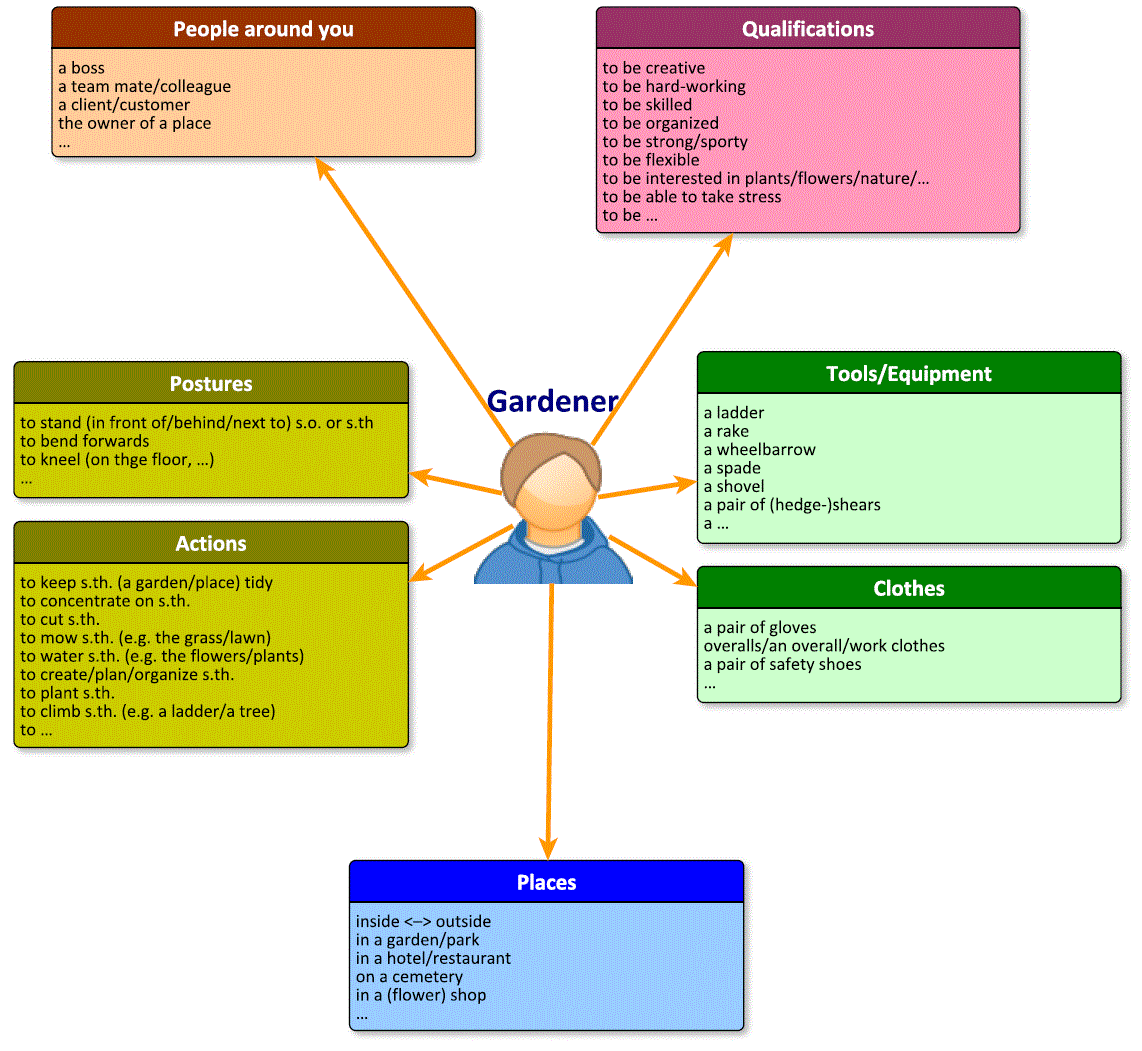 People around you
a boss
a team mate/colleague
a client/customer
the owner of a place
...
Qualifications
to be creative
to be hard-working
to be skilled
to be organized
to be strong/sporty
to be flexible
to be interested in plants/flowers/nature/...
to be able to take stress
to be ...
Gardener
Postures
to stand (in front of/behind/next to) s.o. or s.th
to bend forwards
to kneel (on thge floor, ...)
...
Tools/Equipment
a ladder
a rake
a wheelbarrow
a spade
a shovel
a pair of (hedge-)shears
a ...
Actions
to keep s.th. (a garden/place) tidy
to concentrate on s.th.
to cut s.th.
to mow s.th. (e.g. the grass/lawn)
to water s.th. (e.g. the flowers/plants)
to create/plan/organize s.th.
to plant s.th.
to climb s.th. (e.g. a ladder/a tree)
to ...
Clothes
a pair of gloves
overalls/an overall/work clothes
a pair of safety shoes
...
Places
inside <–> outside
in a garden/park
in a hotel/restaurant
on a cemetery
in a (flower) shop
...